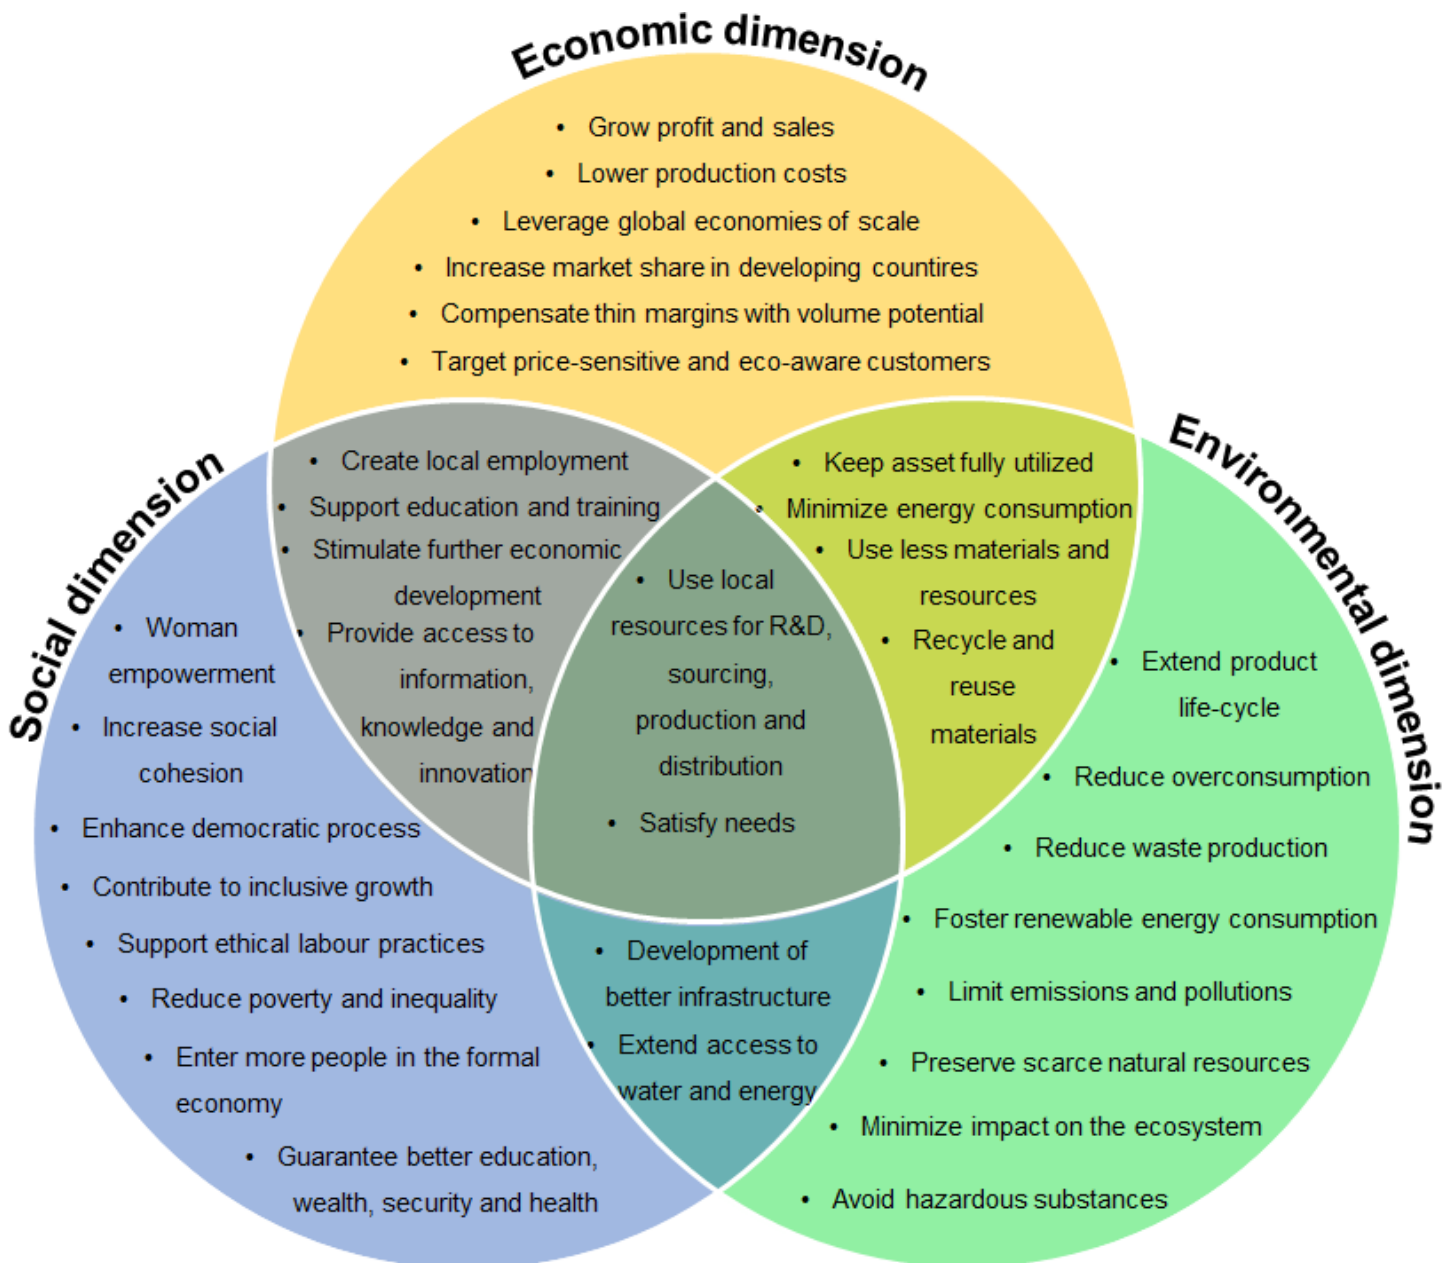 Economic dimension
• Grow profit and sales
• Lower production costs
• Leverage global economies of scale
• Increase market share in developing countires
• Compensate thin margins with volume potential
• Target price-sensitive and eco-aware customers
Social dimension
• Woman
empowerment
• Increase social
cohesion
• Enhance democratic process
• Contribute to inclusive growth
• Support ethical labour practices
• Reduce poverty and inequality
• Enter more people in the formal
economy
• Guarantee better education,
wealth, security and health
• Create local employment
• Support education and training
• Stimulate further economic
development
• Provide access to
information,
knowledge and
innovation
• Use local
resources for R&D,
sourcing,
production and
distribution
• Satisfy needs
• Keep asset fully utilized
• Minimize energy consumption
• Use less materials and
resources
• Recycle and
reuse
materials
• Development of
better infrastructure
• Extend access to
water and energy
Environmental dimension
• Extend product
life-cycle
• Reduce overconsumption
• Reduce waste production
• Foster renewable energy consumption
• Limit emissions and pollutions
• Preserve scarce natural resources
• Minimize impact on the ecosystem
• Avoid hazardous substances